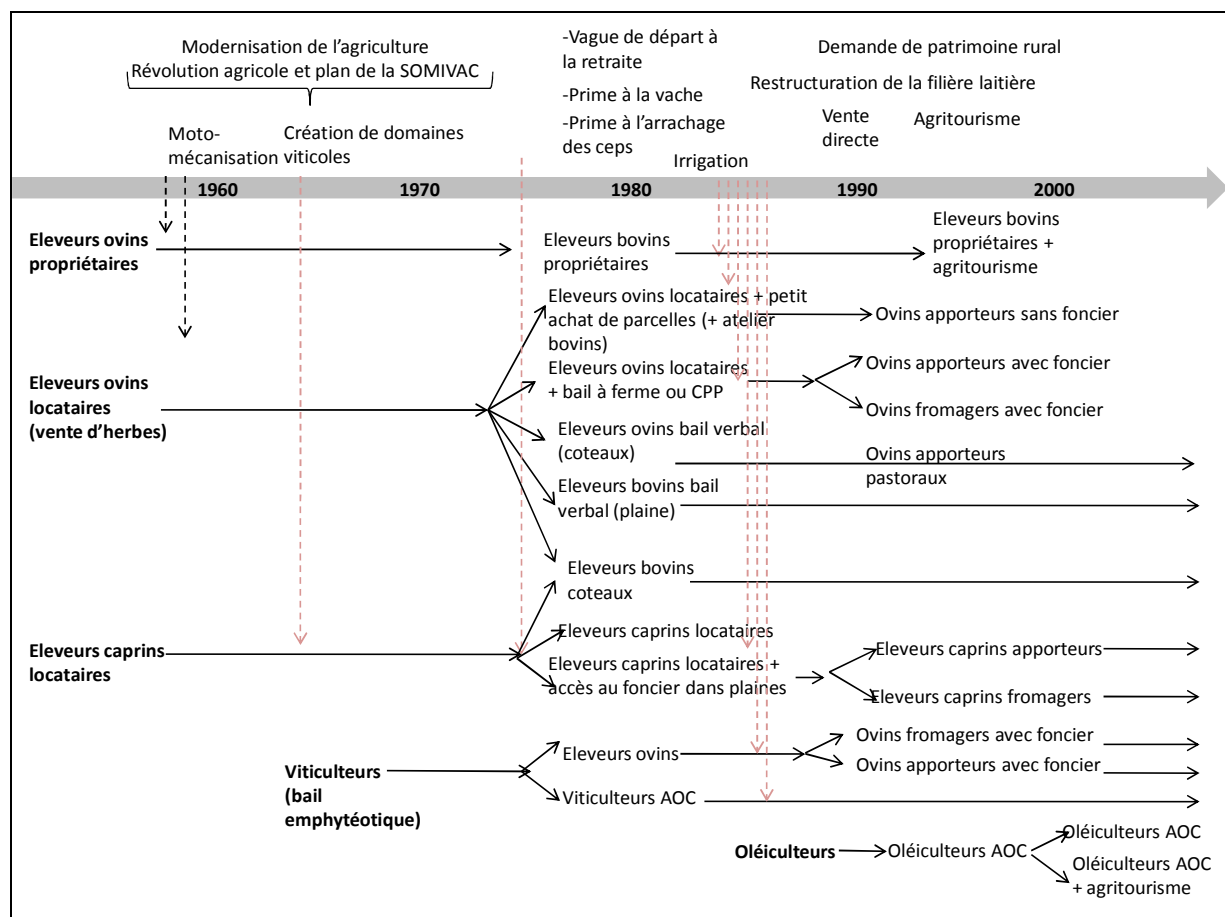 Modernisation de l'agriculture
Révolution agricole et plan de la SOMIVAC
-Vague de départ à
la retraite
-Prime à la vache
-Prime à l'arrachage
des ceps
Demande de patrimoine rural
Restructuration de la filière laitière
Vente
directe
Agritourisme
Moto-
mécanisation
Création de domaines
viticoles
Irrigation
1960
1970
1980
1990
2000
Eleveurs ovins
propriétaires
Eleveurs bovins
propriétaires
Eleveurs bovins
propriétaires +
agritourisme
Eleveurs ovins locataires + petit
achat de parcelles (+ atelier
bovins)
Ovins apporteurs sans foncier
Eleveurs ovins
locataires
(vente d'herbes)
Eleveurs ovins locataires
+ bail à ferme ou CPP
Ovins apporteurs avec foncier
Ovins fromagers avec foncier
Eleveurs ovins bail verbal
(coteaux)
Ovins apporteurs
pastoraux
Eleveurs bovins bail
verbal (plaine)
Eleveurs bovins
coteaux
Eleveurs caprins
locataires
Eleveurs caprins locataires
Eleveurs caprins locataires +
accès au foncier dans plaines
Eleveurs caprins apporteurs
Eleveurs caprins fromagers
Viticulteurs
(bail
emphytéotique)
Eleveurs ovins
Ovins fromagers avec foncier
Ovins apporteurs avec foncier
Viticulteurs AOC
Oléiculteurs
Oléiculteurs AOC
Oléiculteurs AOC
Oléiculteurs AOC
+ agritourisme